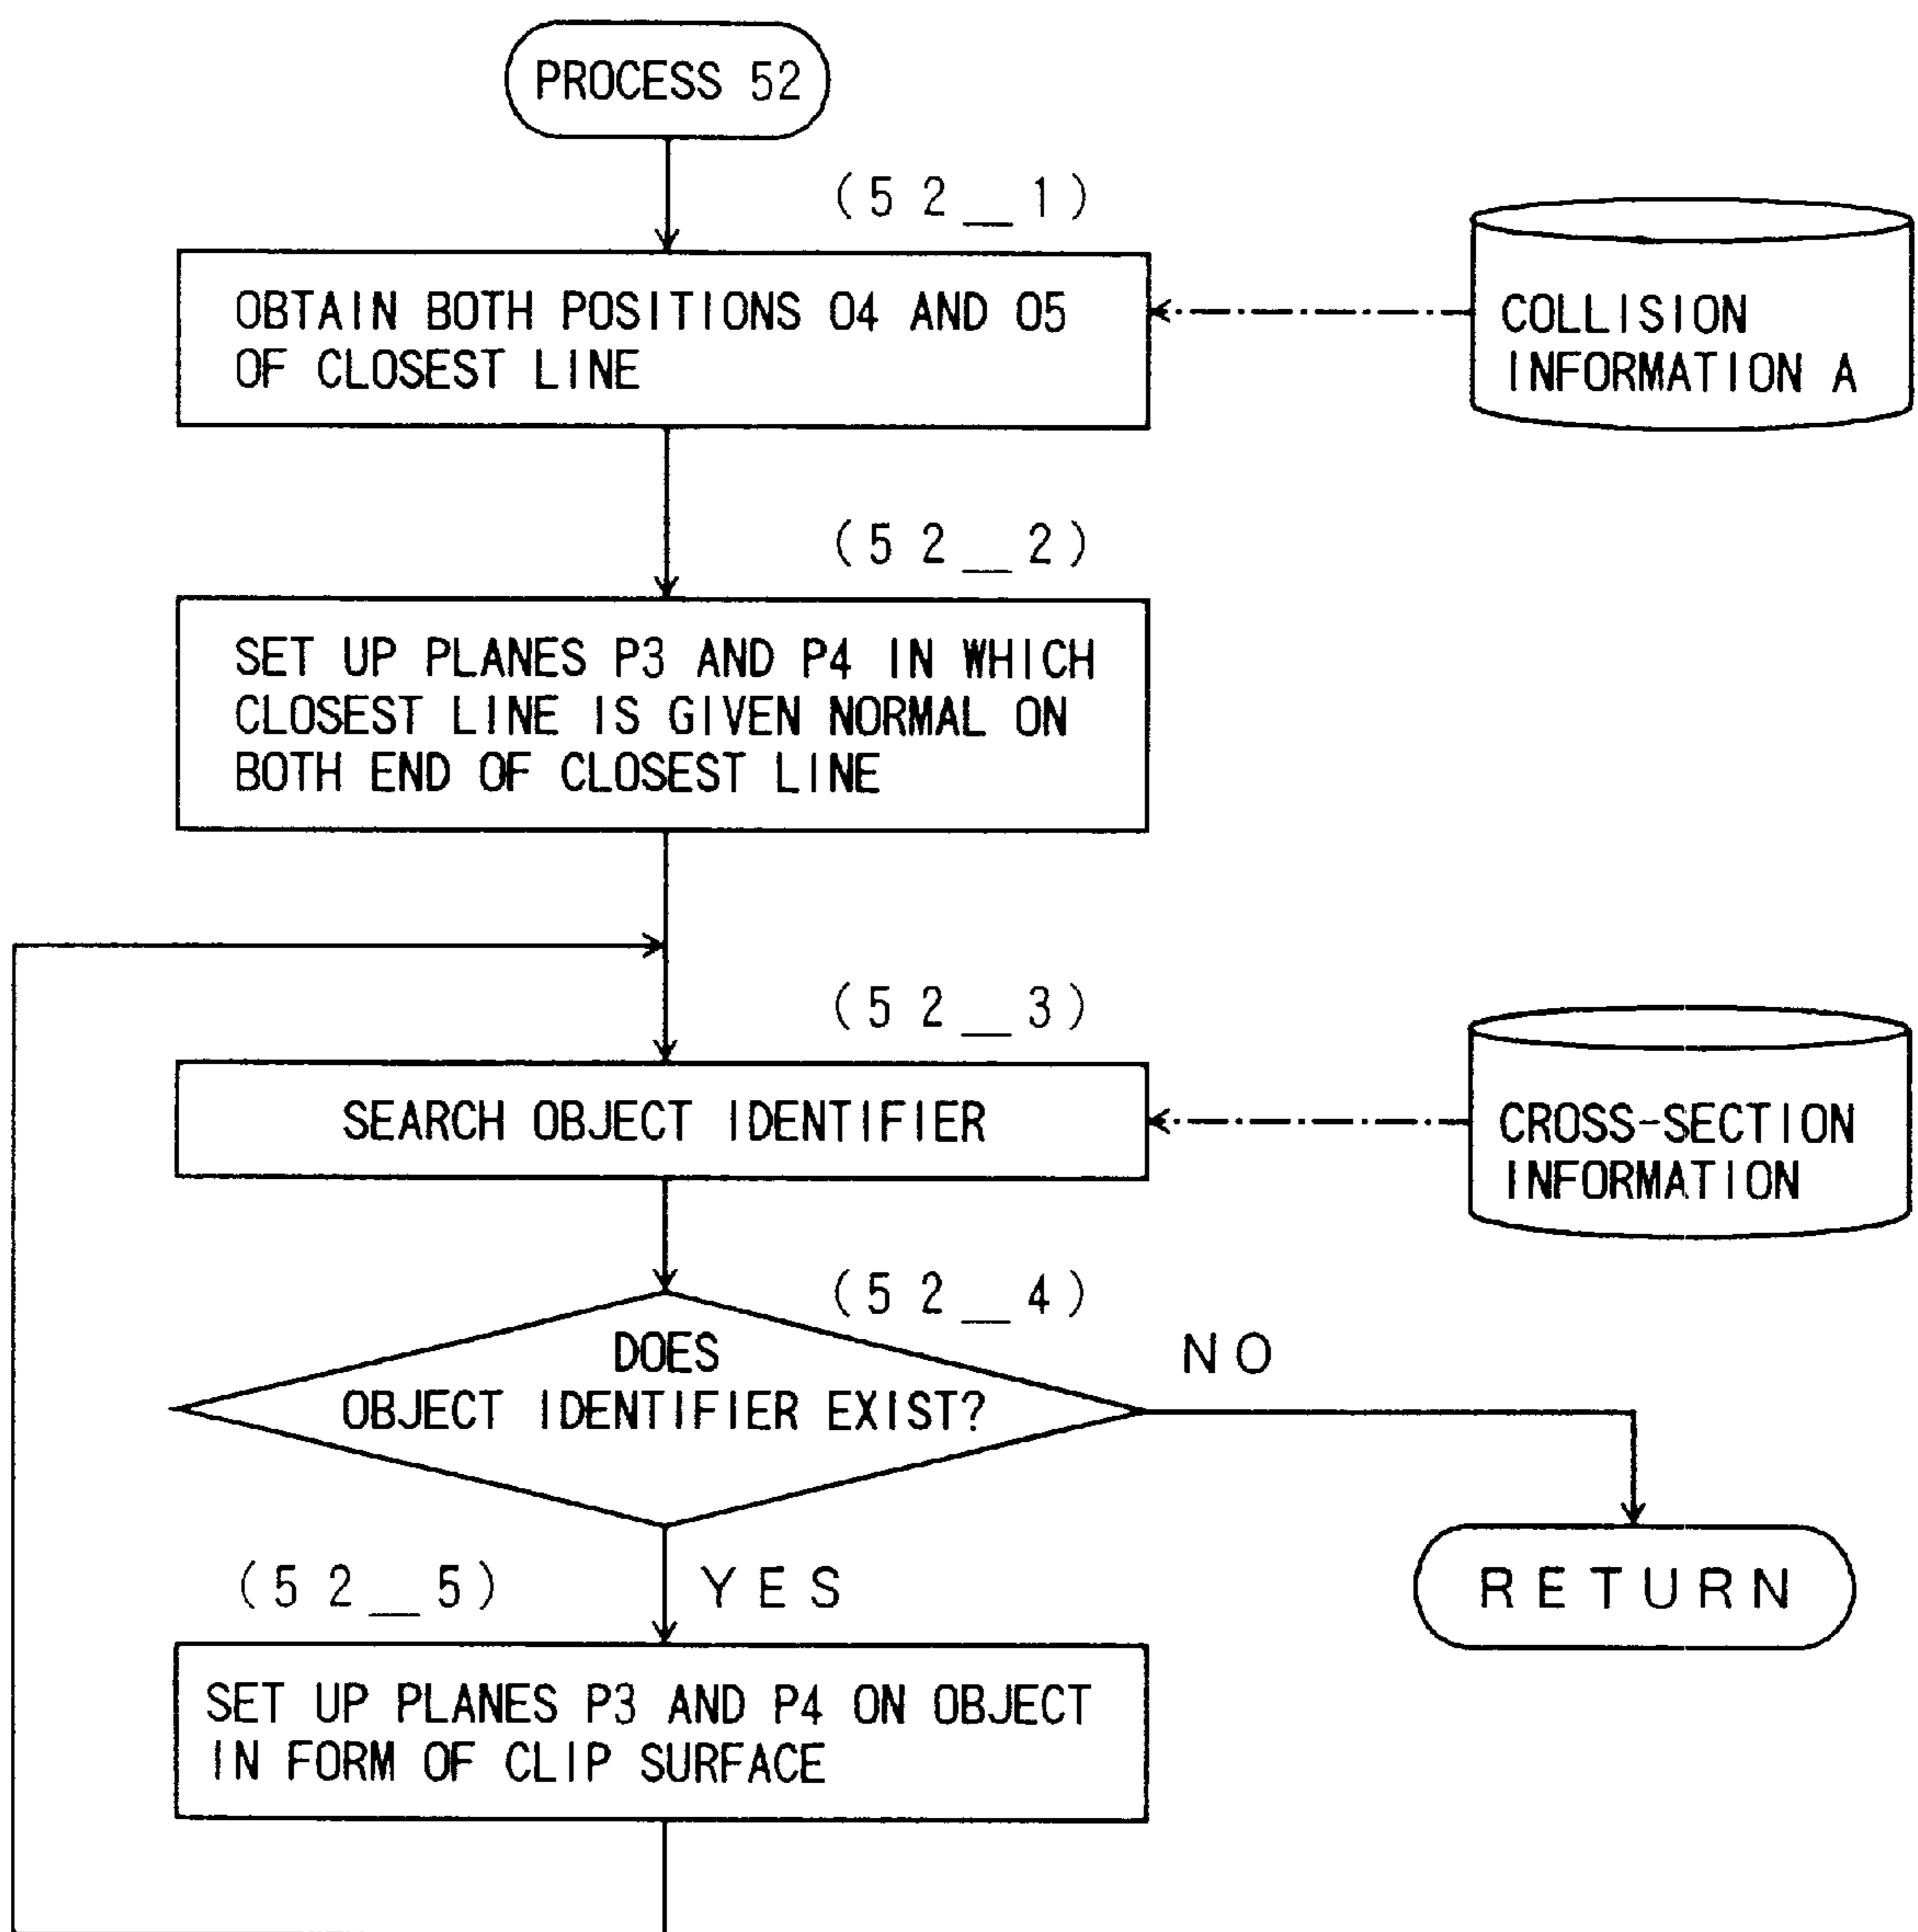 PROCESS 52
(52_1)
OBTAIN BOTH POSITIONS O4 AND O5
OF CLOSEST LINE
COLLISION
INFORMATION A
(52_2)
SET UP PLANES P3 AND P4 IN WHICH
CLOSEST LINE IS GIVEN NORMAL ON
BOTH END OF CLOSEST LINE
(52_3)
SEARCH OBJECT IDENTIFIER
CROSS-SECTION
INFORMATION
(52_4)
DOES
OBJECT IDENTIFIER EXIST?
NO
RETURN
(52_5)
YES
SET UP PLANES P3 AND P4 ON OBJECT
IN FORM OF CLIP SURFACE